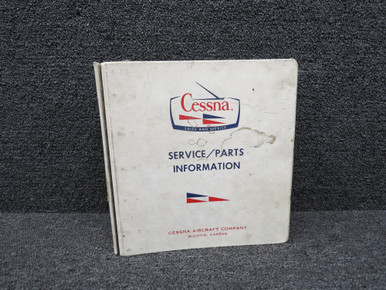 Cessna
SALES AND SERVICE
SERVICE/PARTS
INFORMATION
CESSNA AIRCRAFT COMPANY
WICHITA, KANSAS